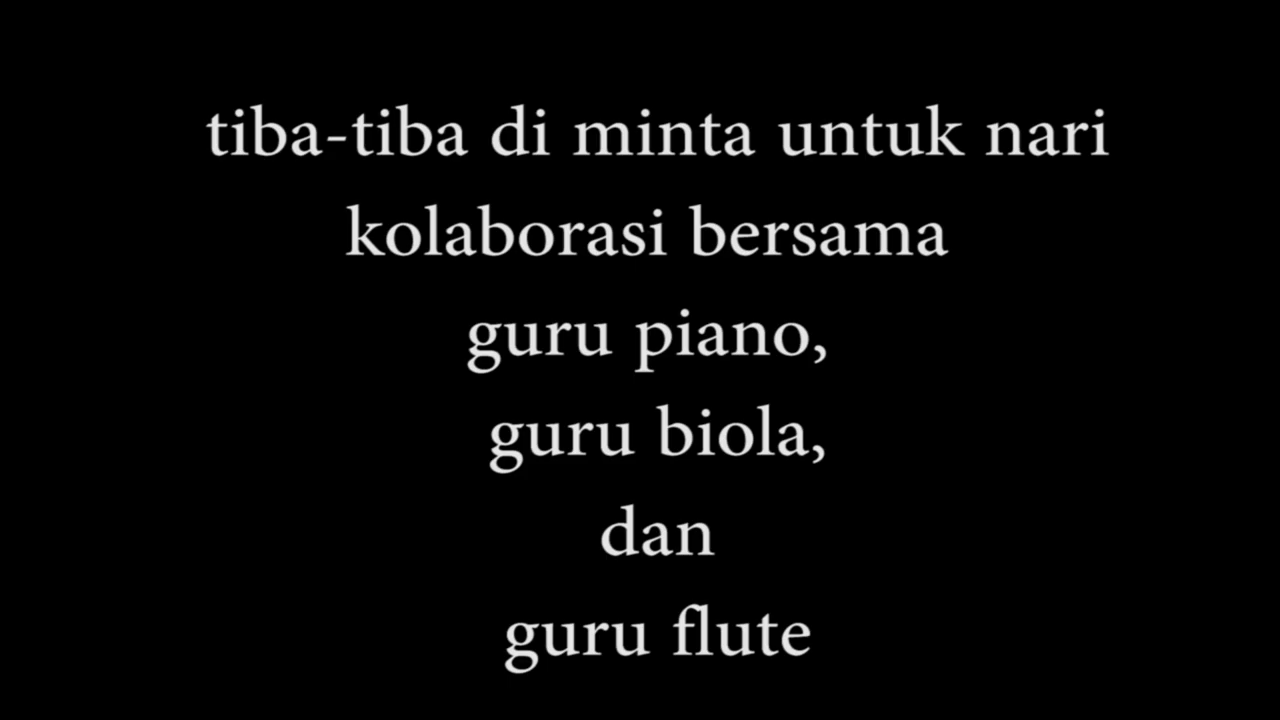 tiba-tiba di minta untuk nari
kolaborasi bersama
guru piano,
guru biola,
dan
guru flute